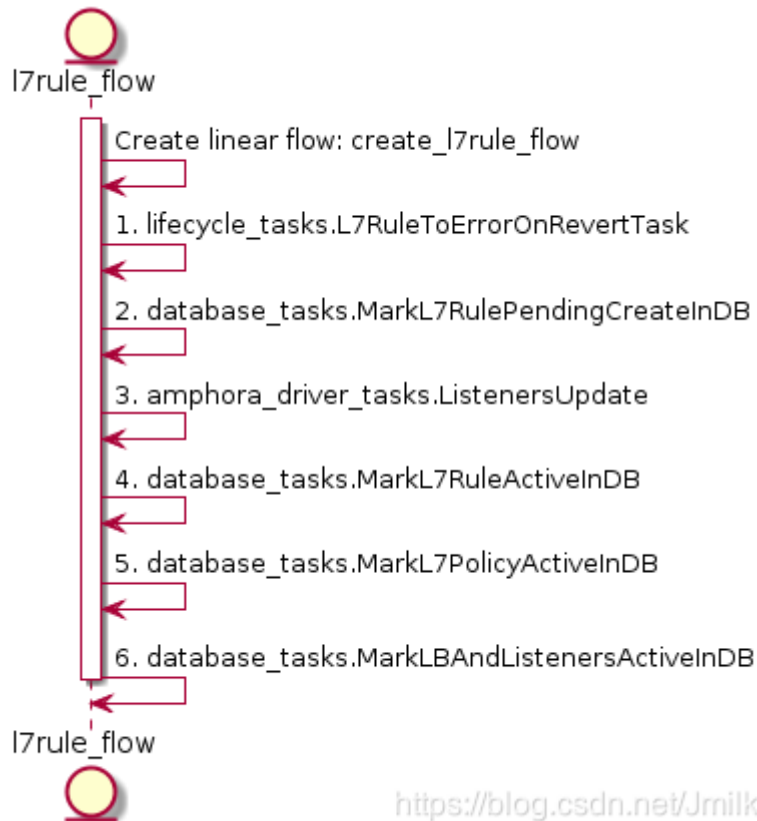 l7rule_flow
Create linear flow: create_l7rule_flow
1. lifecycle_tasks.L7RuleToErrorOnRevertTask
2. database_tasks.MarkL7RulePendingCreateInDB
3. amphora_driver_tasks.ListenersUpdate
4. database_tasks.MarkL7RuleActiveInDB
5. database_tasks.MarkL7PolicyActiveInDB
6. database_tasks.MarkLBAndListenersActiveInDB
l7rule_flow
https://blog.csdn.net/Jmilk